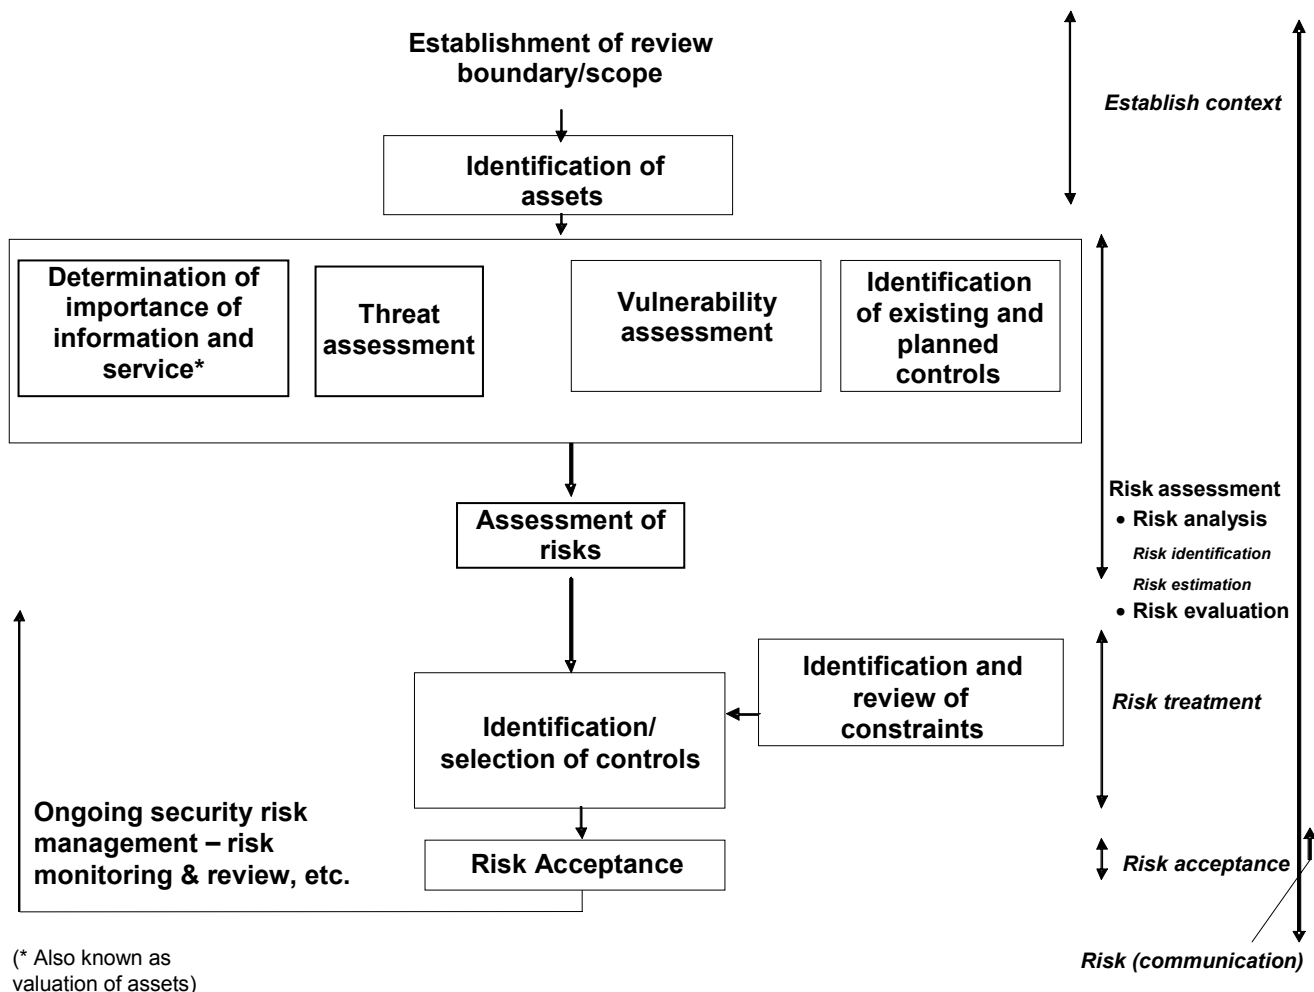 Establishment of review
boundary/scope
Establish context
Identification of
assets
Determination of
importance of
information and
service*
Threat
assessment
Vulnerability
assessment
Identification
of existing and
planned
controls
Risk assessment
• Risk analysis
Risk identification
Risk estimation
• Risk evaluation
Assessment of
risks
Identification and
review of
constraints
Risk treatment
Identification/
selection of controls
Ongoing security risk
management – risk
monitoring & review, etc.
Risk Acceptance
Risk acceptance
Risk (communication)
(* Also known as
valuation of assets)